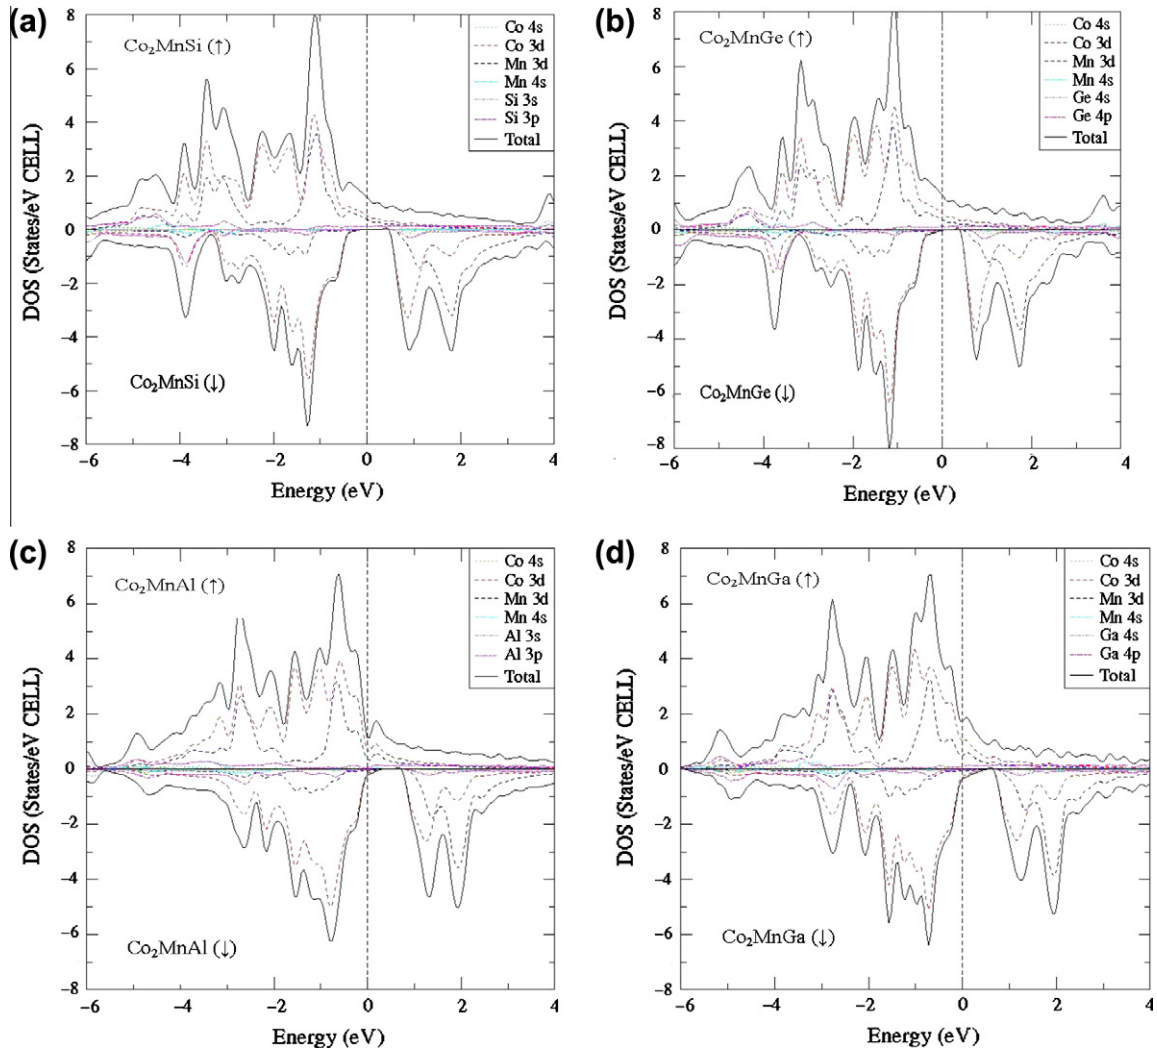 (a)
Co₂MnSi (↑)
Co 4s
Co 3d
Mn 3d
Mn 4s
Si 3s
Si 3p
Total
8
6
4
2
0
-2
-4
-6
-8
DOS (States/eV CELL)
Co₂MnSi (↓)
-6 -4 -2 0 2 4
Energy (eV)
(b)
Co₂MnGe (↑)
Co 4s
Co 3d
Mn 3d
Mn 4s
Ge 4s
Ge 4p
Total
8
6
4
2
0
-2
-4
-6
-8
DOS (States/eV CELL)
Co₂MnGe (↓)
-6 -4 -2 0 2 4
Energy (eV)
(c)
Co₂MnAl (↑)
Co 4s
Co 3d
Mn 3d
Mn 4s
Al 3s
Al 3p
Total
8
6
4
2
0
-2
-4
-6
-8
DOS (States/eV CELL)
Co₂MnAl (↓)
-6 -4 -2 0 2 4
Energy (eV)
(d)
Co₂MnGa (↑)
Co 4s
Co 3d
Mn 3d
Mn 4s
Ga 4s
Ga 4p
Total
8
6
4
2
0
-2
-4
-6
-8
DOS (States/eV CELL)
Co₂MnGa (↓)
-6 -4 -2 0 2 4
Energy (eV)